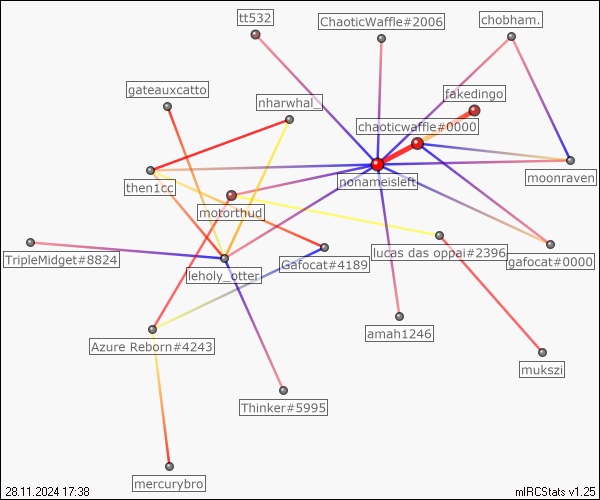 tt532
ChaoticWaffle#2006
chobham.
gateauxcatto
nharwhal_
fakedingo
chaoticwaffle#0000
then1cc
nonameisleft
moonraven
motorthud
TripleMidget#8824
leholy_otter
Gafocat#4189
lucas das oppai#2396
gafocat#0000
Azure Reborn#4243
amah1246
mukszi
Thinker#5995
mercurybro
28.11.2024 17:38
mIRCStats v1.25